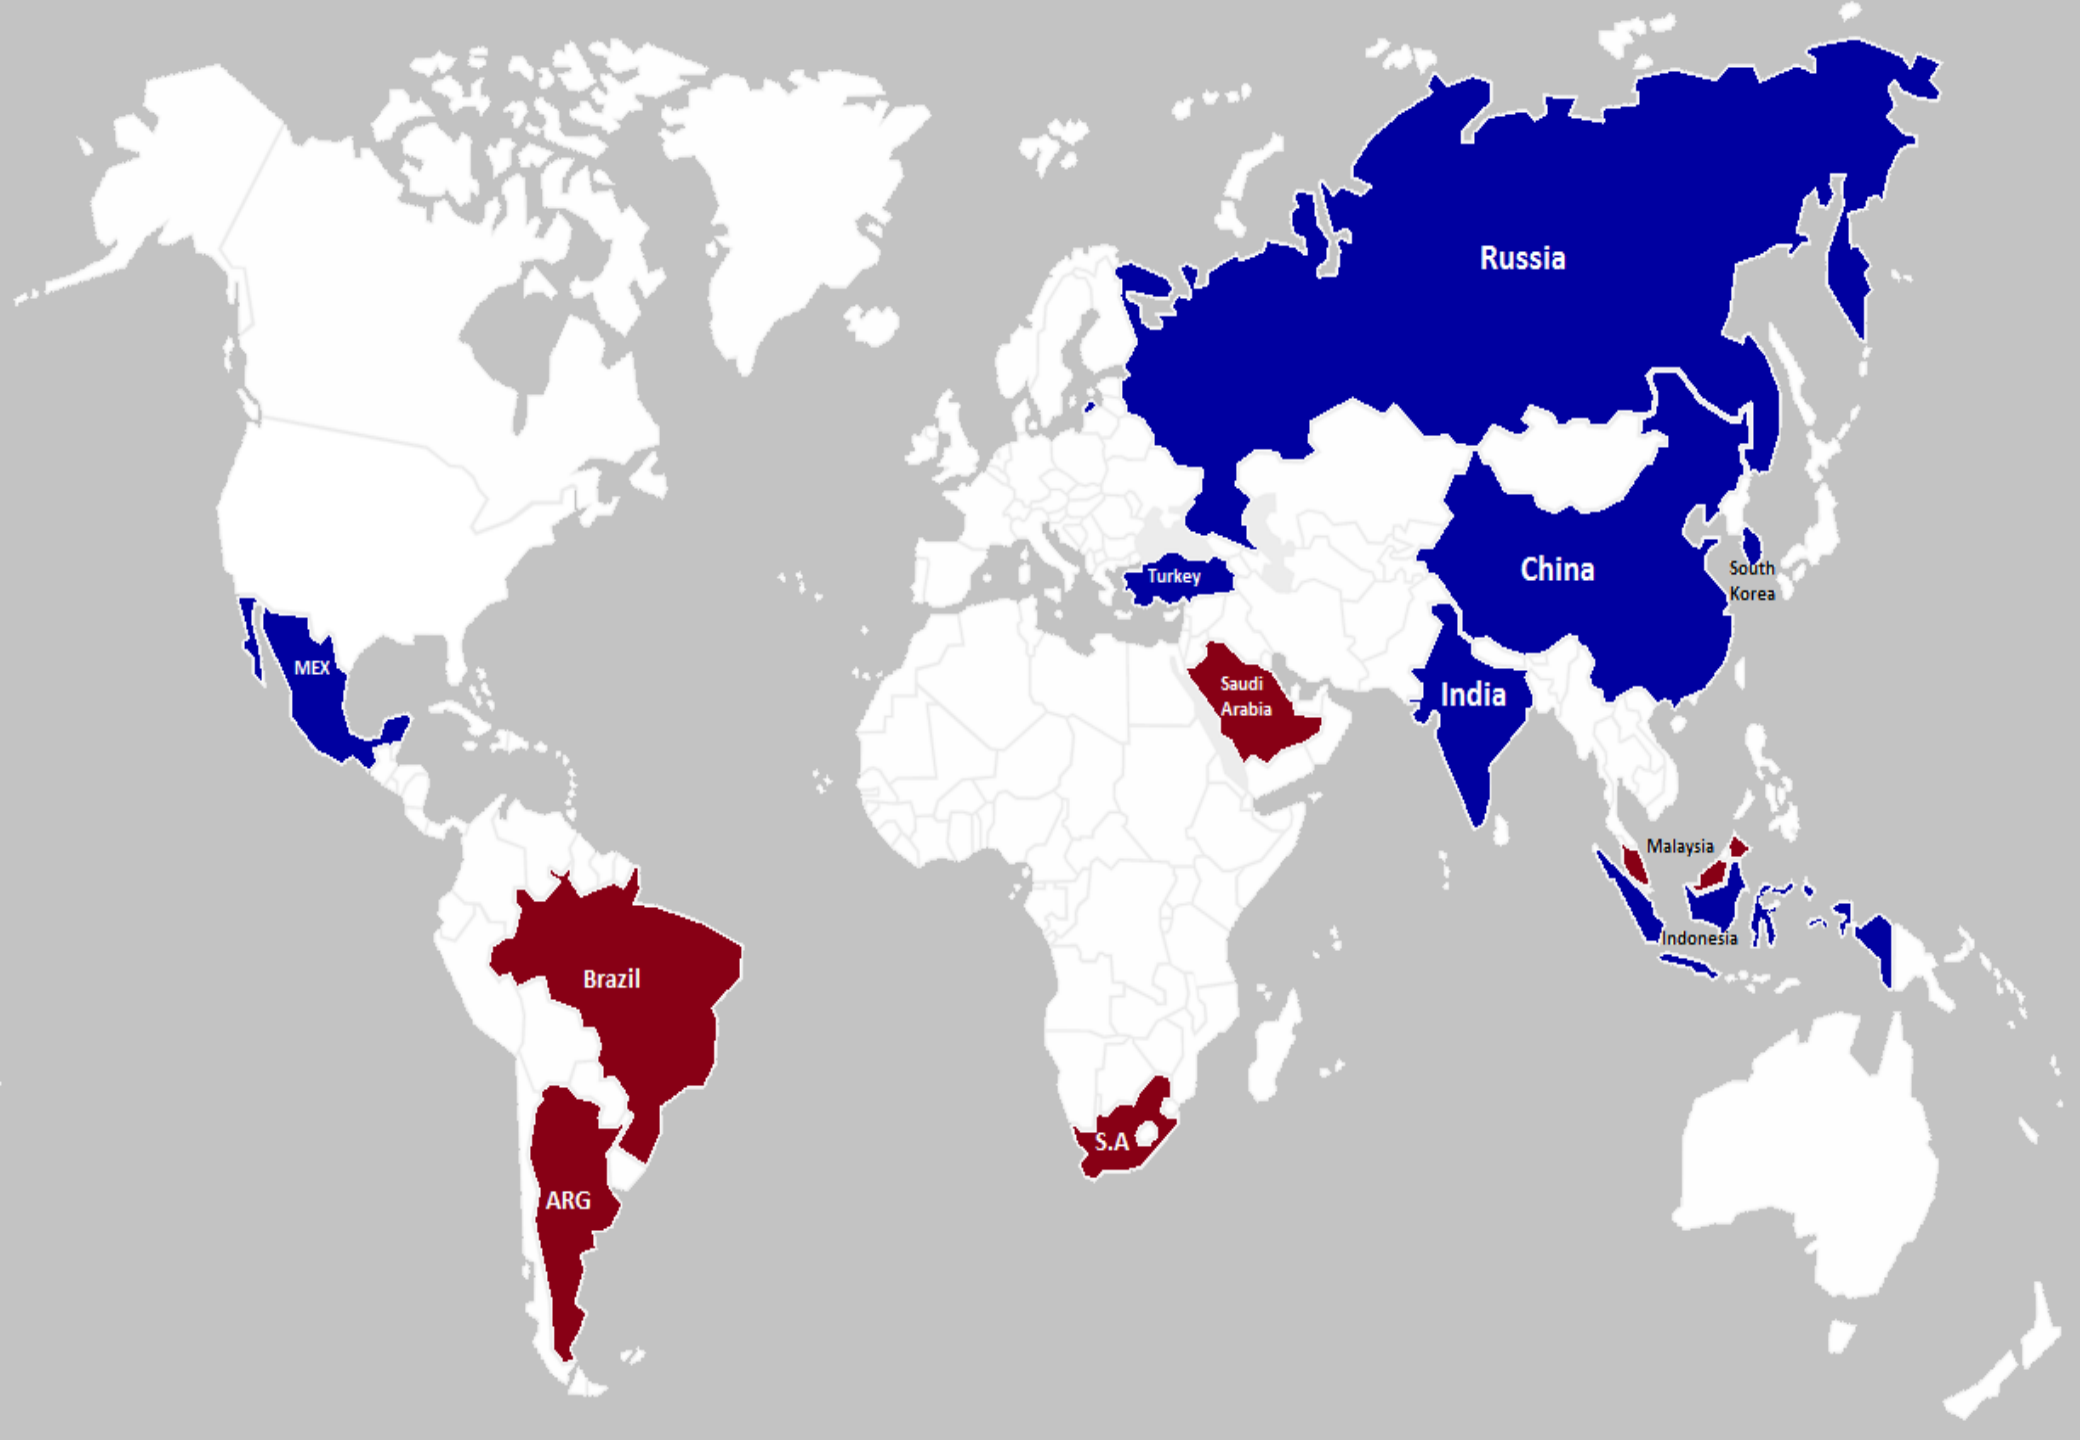 Russia
China
Turkey
South
Korea
MEX
Saudi
Arabia
India
Malaysia
Indonesia
Brazil
S.A
ARG